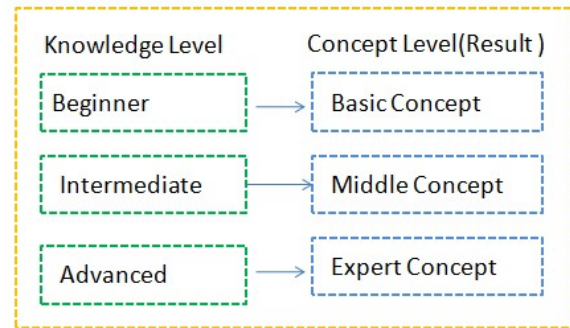 Knowledge Level
Concept Level(Result )
Beginner
Basic Concept
Intermediate
Middle Concept
Advanced
Expert Concept